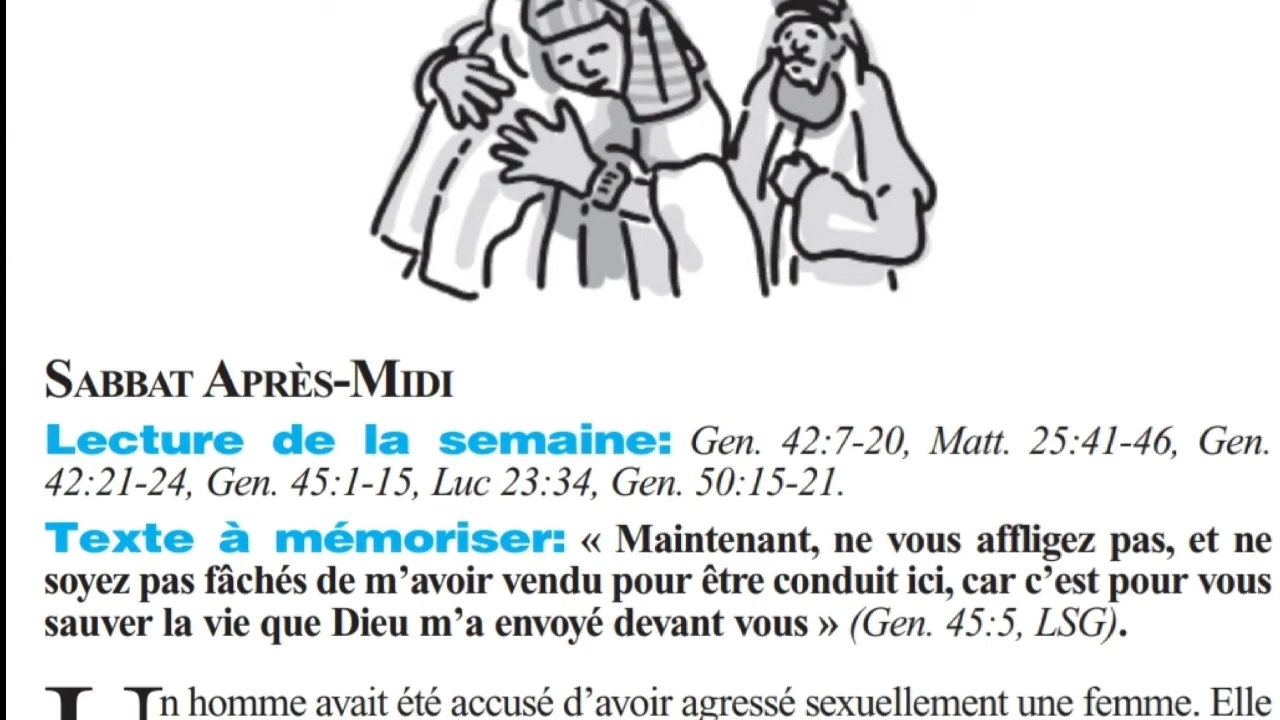 SABBAT APRÈS-MIDI
Lecture de la semaine: Gen. 42:7-20, Matt. 25:41-46, Gen.
42:21-24, Gen. 45:1-15, Luc 23:34, Gen. 50:15-21.
Texte à mémoriser: « Maintenant, ne vous affligez pas, et ne
soyez pas fâchés de m’avoir vendu pour être conduit ici, car c’est pour vous
sauver la vie que Dieu m’a envoyé devant vous » (Gen. 45:5, LSG).
Un homme avait été accusé d’avoir agressé sexuellement une femme. Elle